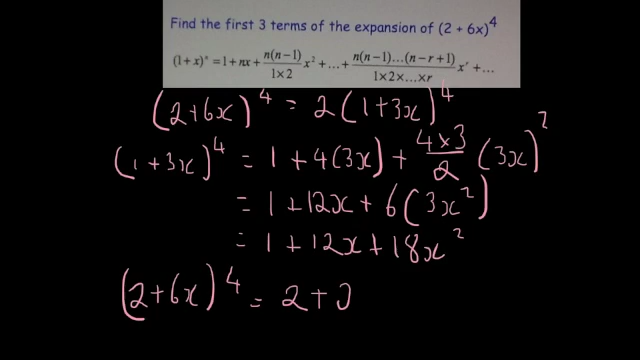 Find the first 3 terms of the expansion of (2 + 6x)^4
(1+x)^n = 1 + nx + n(n−1)/1×2 x² + ... + n(n−1)...(n−r+1)/1×2×...×r x^r + ...
(2+6x)^4 = 2(1+3x)^4
(1+3x)^4 = 1+4(3x)+ 4×3/2 (3x)^2
= 1+12x+6(3x²)
= 1+12x+18x²
(2+6x)^4 = 2+